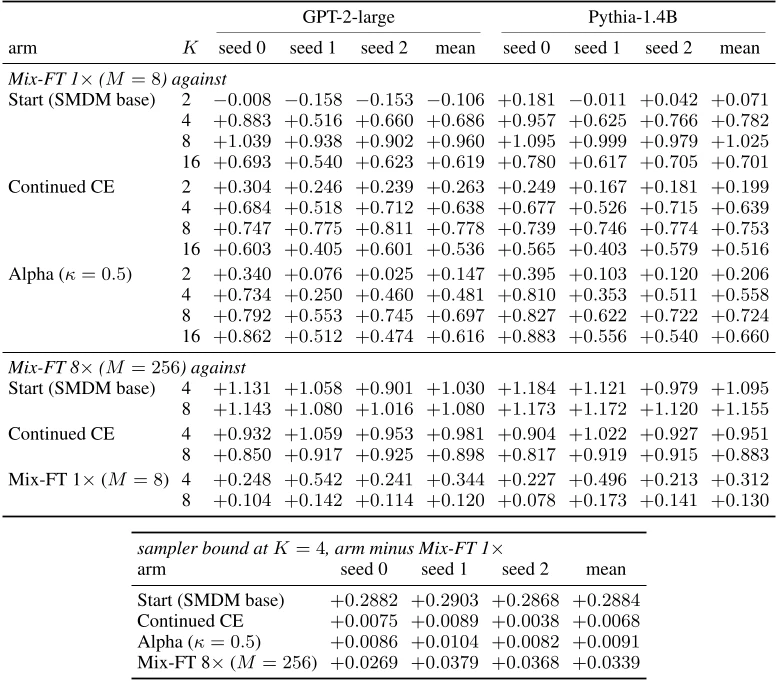 GPT-2-large Pythia-1.4B
arm K seed 0 seed 1 seed 2 mean seed 0 seed 1 seed 2 mean
Mix-FT 1× (M = 8) against
Start (SMDM base) 2 −0.008 −0.158 −0.153 −0.106 +0.181 −0.011 +0.042 +0.071
4 +0.883 +0.516 +0.660 +0.686 +0.957 +0.625 +0.766 +0.782
8 +1.039 +0.938 +0.902 +0.960 +1.095 +0.999 +0.979 +1.025
16 +0.693 +0.540 +0.623 +0.619 +0.780 +0.617 +0.705 +0.701
Continued CE 2 +0.304 +0.246 +0.239 +0.263 +0.249 +0.167 +0.181 +0.199
4 +0.684 +0.518 +0.712 +0.638 +0.677 +0.526 +0.715 +0.639
8 +0.747 +0.775 +0.811 +0.778 +0.739 +0.746 +0.774 +0.753
16 +0.603 +0.405 +0.601 +0.536 +0.565 +0.403 +0.579 +0.516
Alpha (κ = 0.5) 2 +0.340 +0.076 +0.025 +0.147 +0.395 +0.103 +0.120 +0.206
4 +0.734 +0.250 +0.460 +0.481 +0.810 +0.353 +0.511 +0.558
8 +0.792 +0.553 +0.745 +0.697 +0.827 +0.622 +0.722 +0.724
16 +0.862 +0.512 +0.474 +0.616 +0.883 +0.556 +0.540 +0.660
Mix-FT 8× (M = 256) against
Start (SMDM base) 4 +1.131 +1.058 +0.901 +1.030 +1.184 +1.121 +0.979 +1.095
8 +1.143 +1.080 +1.016 +1.080 +1.173 +1.172 +1.120 +1.155
Continued CE 4 +0.932 +1.059 +0.953 +0.981 +0.904 +1.022 +0.927 +0.951
8 +0.850 +0.917 +0.925 +0.898 +0.817 +0.919 +0.915 +0.883
Mix-FT 1× (M = 8) 4 +0.248 +0.542 +0.241 +0.344 +0.227 +0.496 +0.213 +0.312
8 +0.104 +0.142 +0.114 +0.120 +0.078 +0.173 +0.141 +0.130
sampler bound at K = 4, arm minus Mix-FT 1×
arm seed 0 seed 1 seed 2 mean
Start (SMDM base) +0.2882 +0.2903 +0.2868 +0.2884
Continued CE +0.0075 +0.0089 +0.0038 +0.0068
Alpha (κ = 0.5) +0.0086 +0.0104 +0.0082 +0.0091
Mix-FT 8× (M = 256) +0.0269 +0.0379 +0.0368 +0.0339